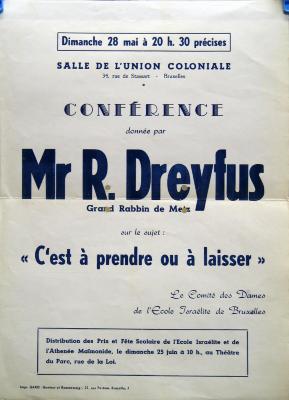 Dimanche 28 mai à 20 h. 30 précises
SALLE DE L'UNION COLONIALE
34, rue de Stassart - Bruxelles
CONFÉRENCE
donnée par
Mr R. Dreyfus
Grand Rabbin de Metz
sur le sujet :
« C'est à prendre ou à laisser »
Le Comité des Dames
de l'Ecole Israélite de Bruxelles
Distribution des Prix et Fête Scolaire de l'Ecole Israélite et de
l'Athenée Maïmonide, le dimanche 25 juin à 10 h., au Théâtre
du Parc, rue de la Loi.